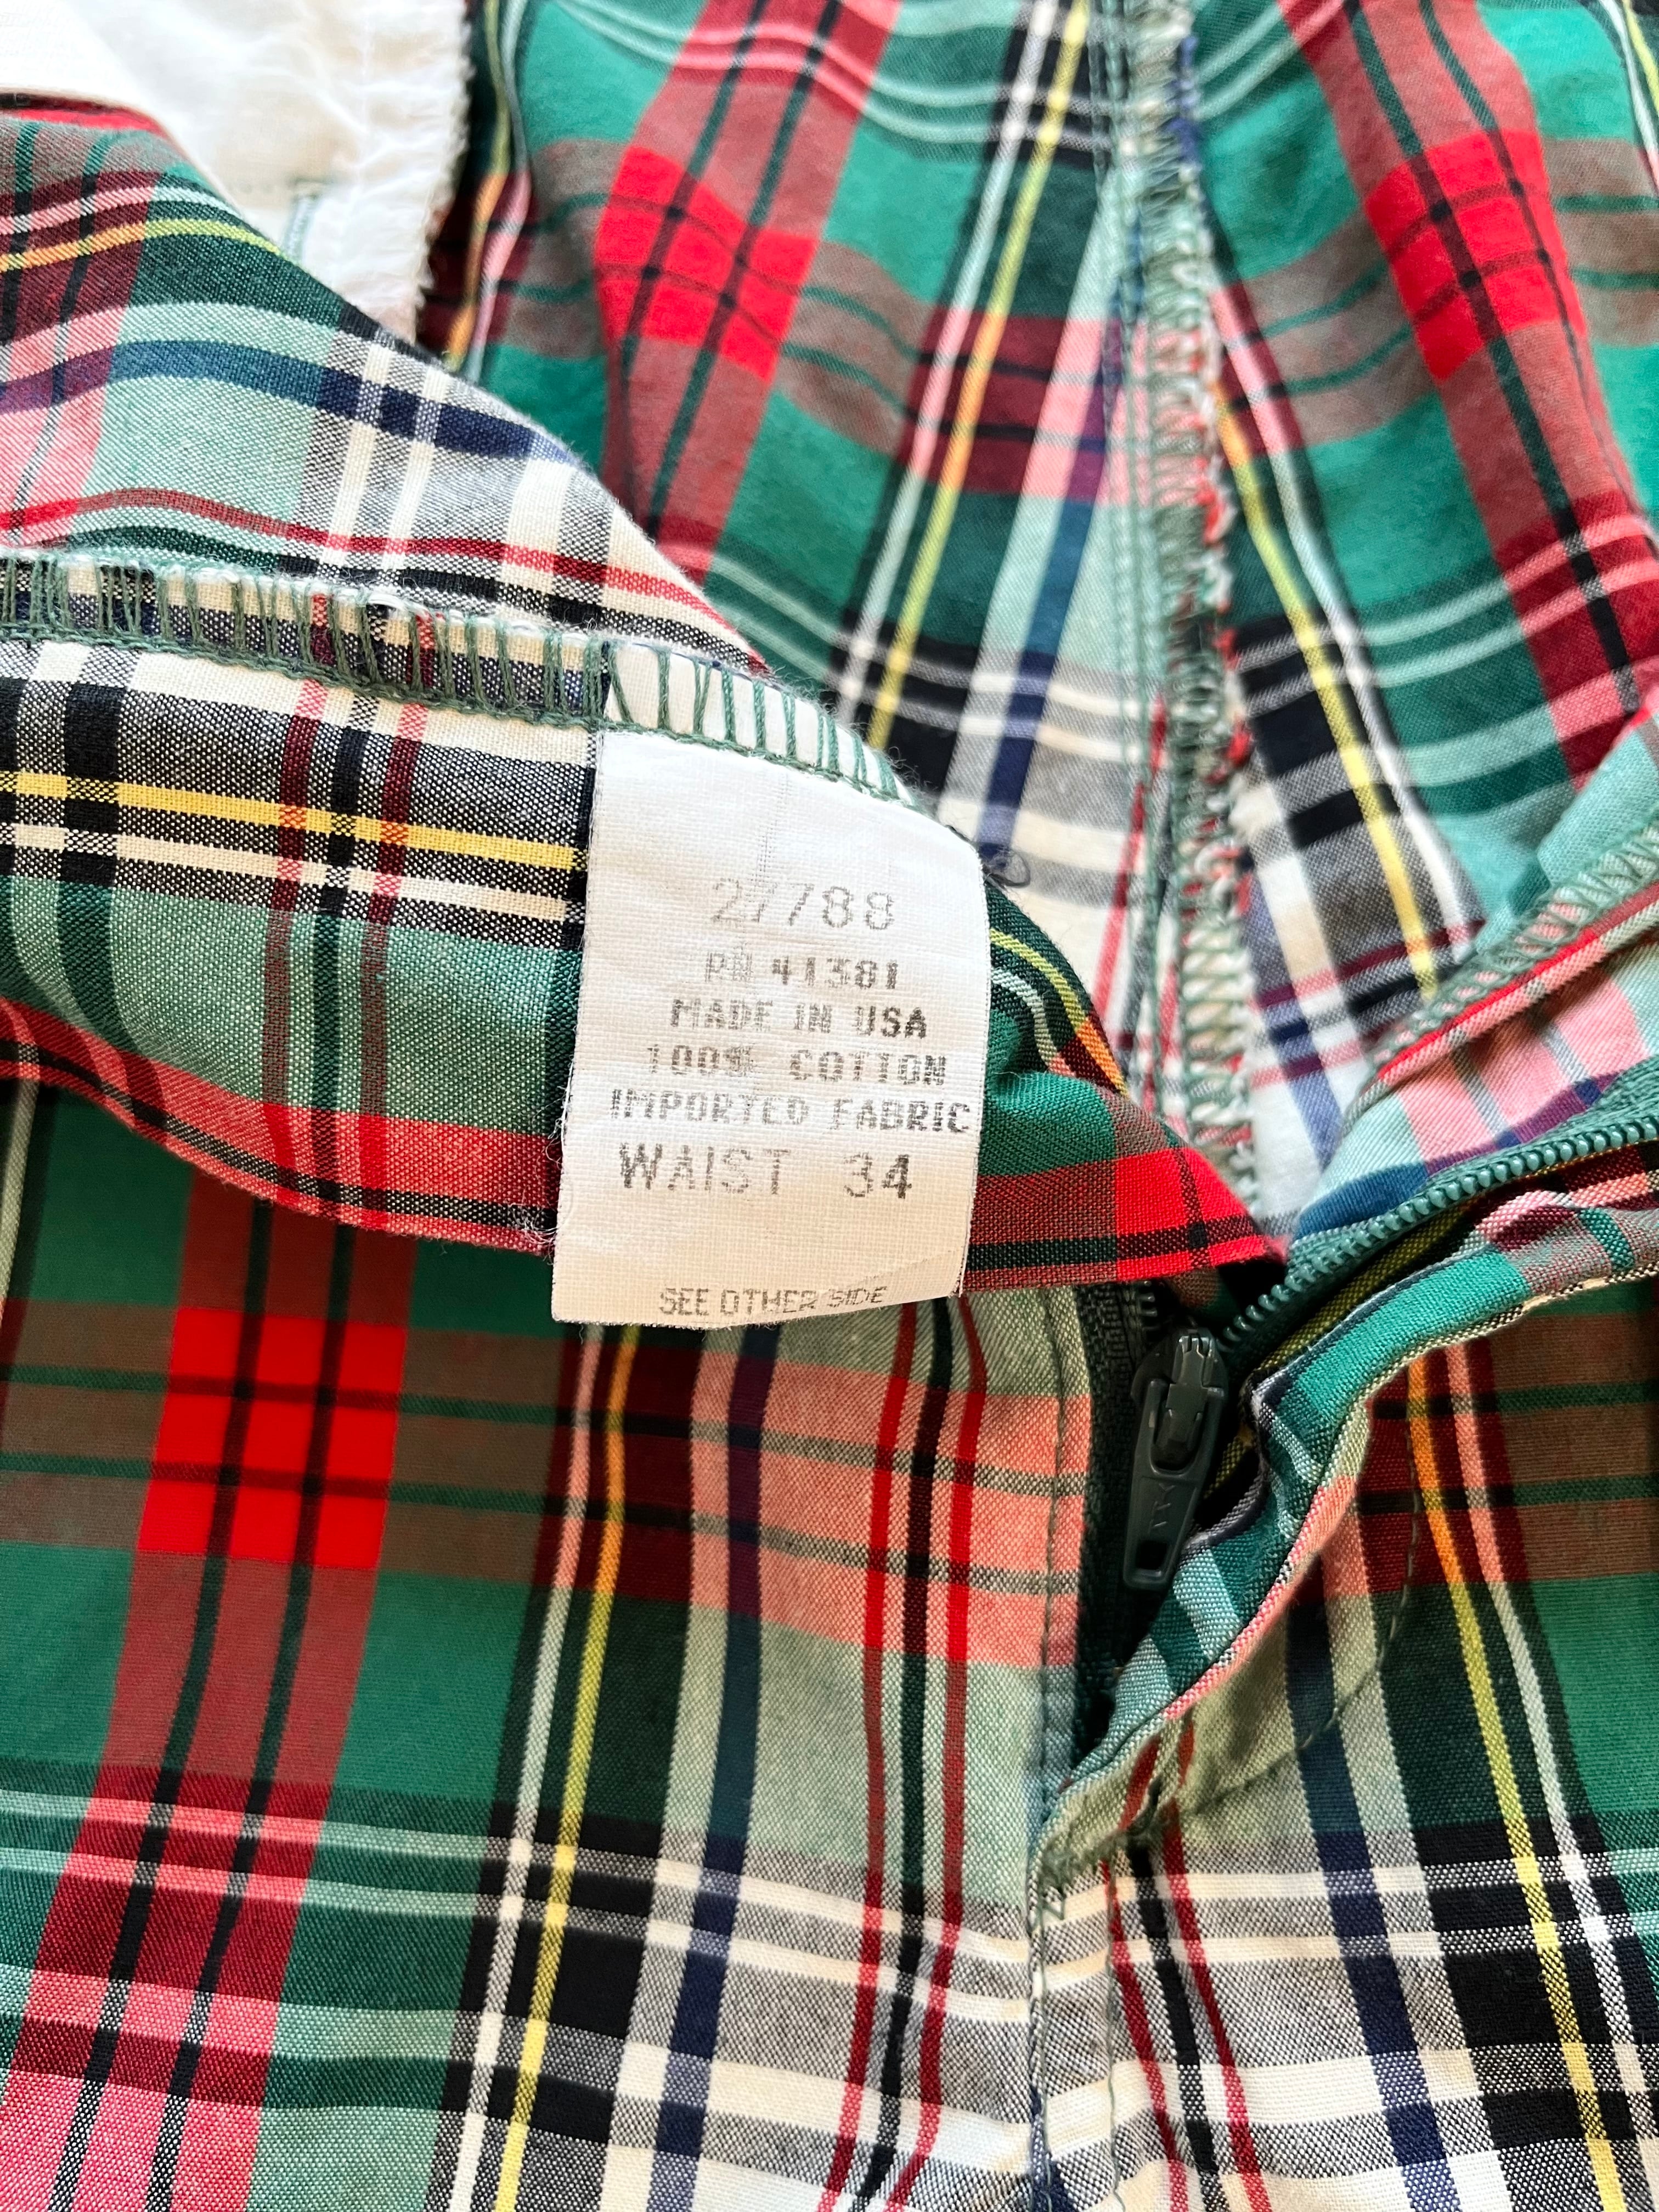 27788
RN 41381
MADE IN USA
100% COTTON
IMPORTED FABRIC
WAIST 34
SEE OTHER SIDE